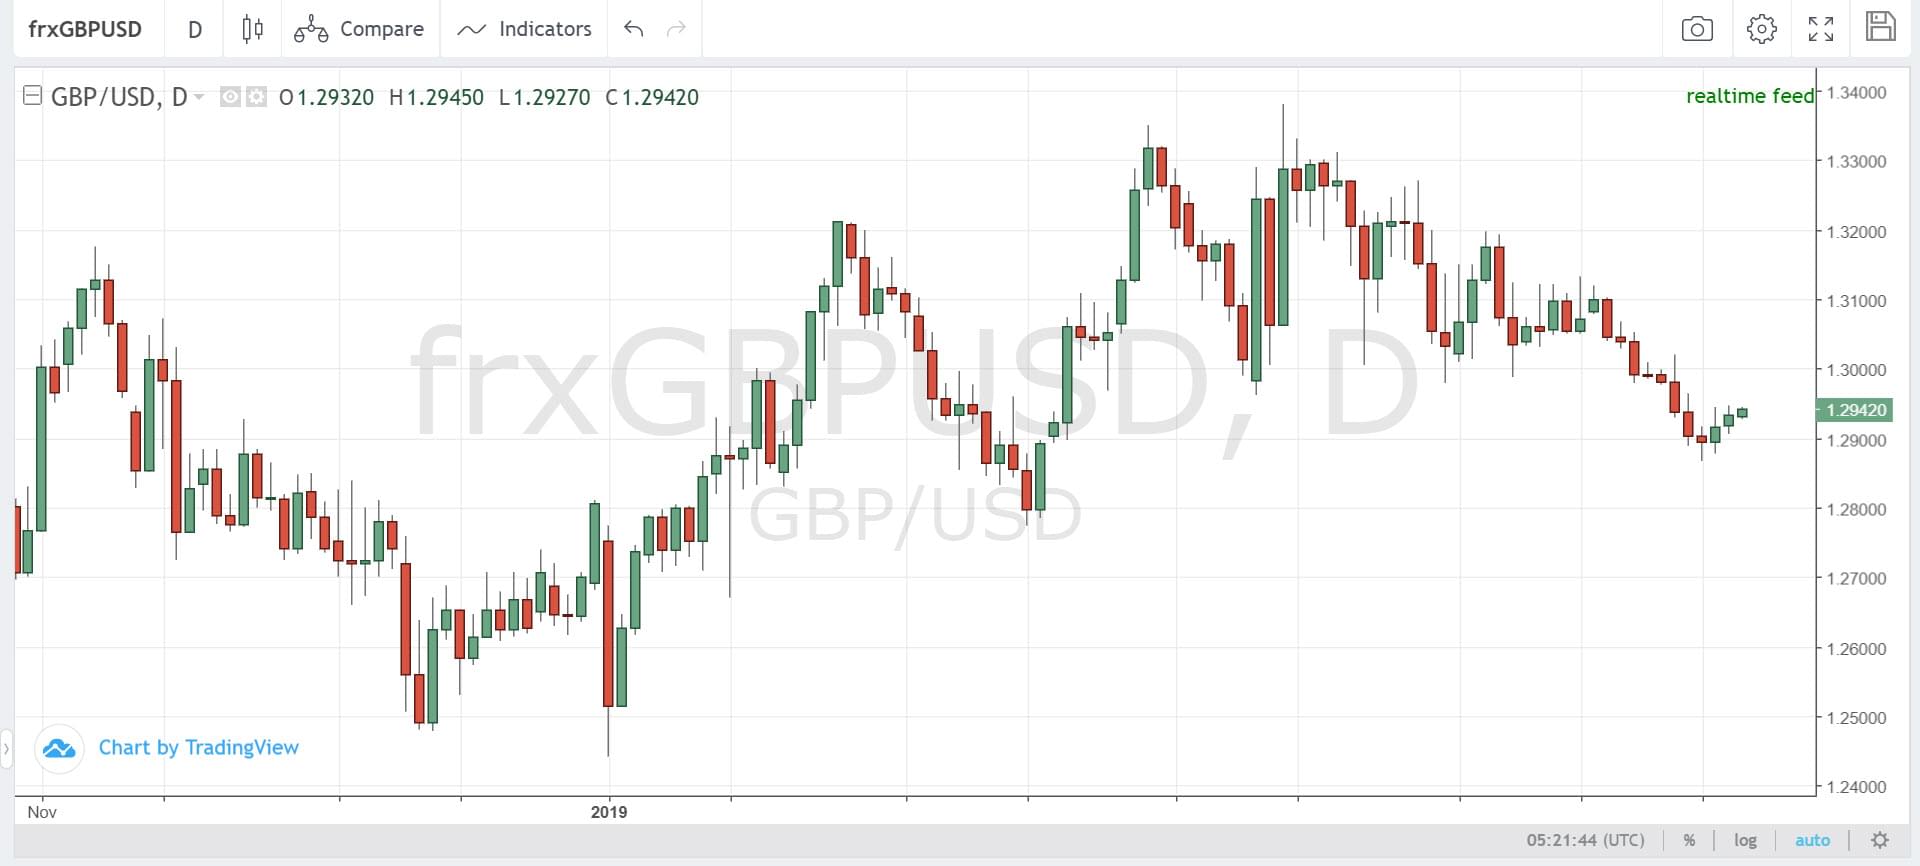 frxGBPUSD D Compare Indicators
GBP/USD, D O1.29320 H1.29450 L1.29270 C1.29420
realtime feed
1.34000
1.33000
1.32000
1.31000
1.30000
1.29420
1.29000
1.28000
1.27000
1.26000
1.25000
1.24000
frxGBPUSD, D
GBP/USD
Chart by TradingView
Nov 2019
05:21:44 (UTC) % log auto